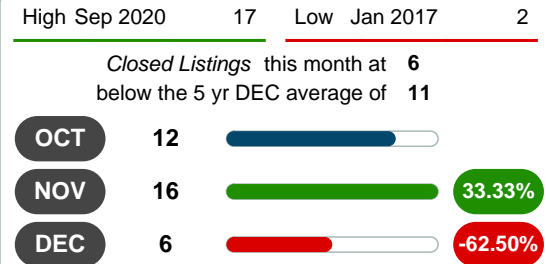 High Sep 2020 17 Low Jan 2017 2
Closed Listings this month at 6
below the 5 yr DEC average of 11
OCT 12
NOV 16 33.33%
DEC 6 -62.50%